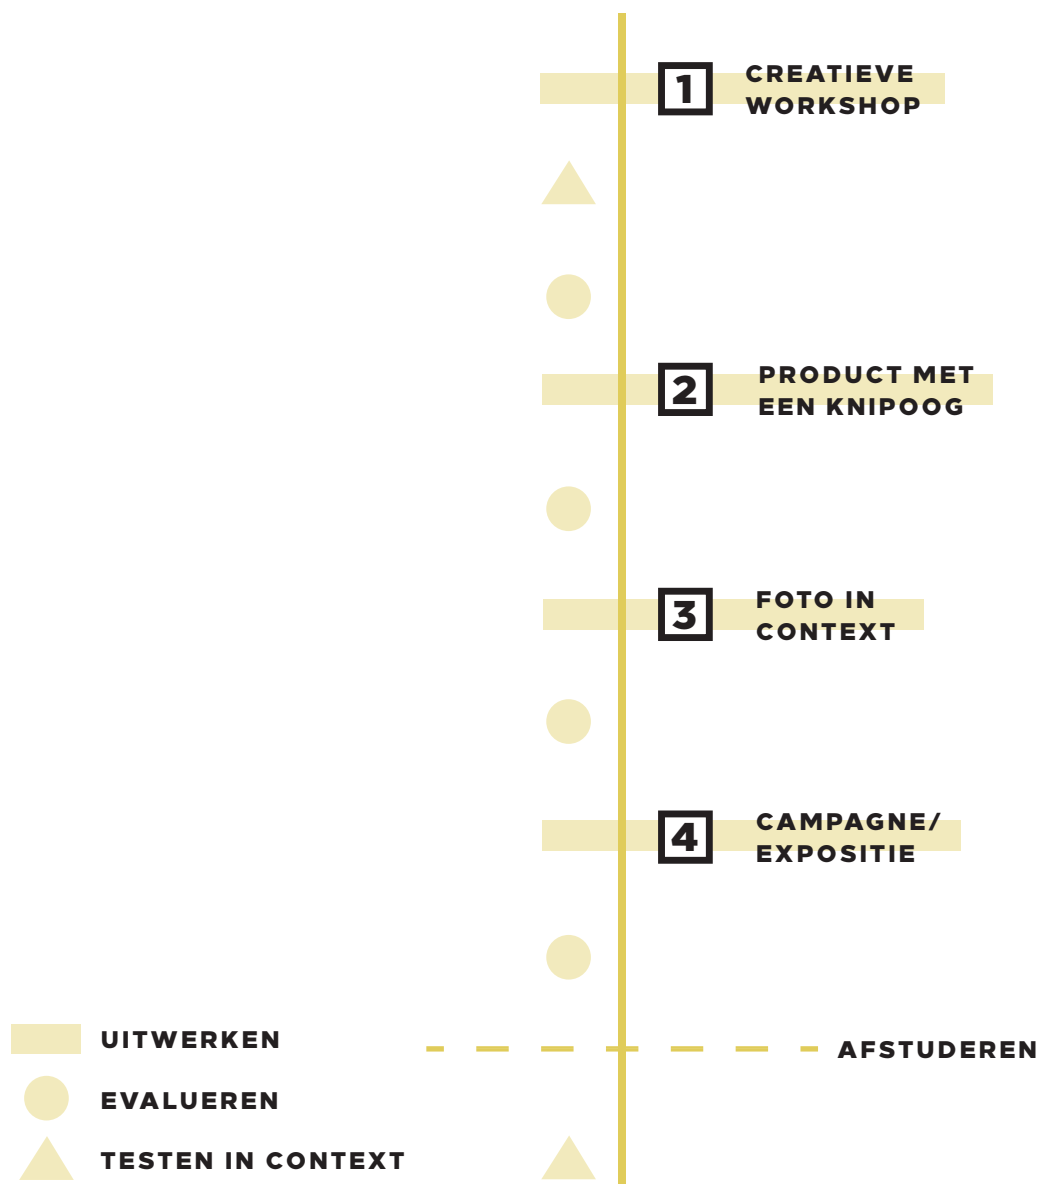 1
CREATIEVE
WORKSHOP
2
PRODUCT MET
EEN KNIPOOG
3
FOTO IN
CONTEXT
4
CAMPAGNE/
EXPOSITIE
UITWERKEN
AFSTUDEREN
EVALUEREN
TESTEN IN CONTEXT